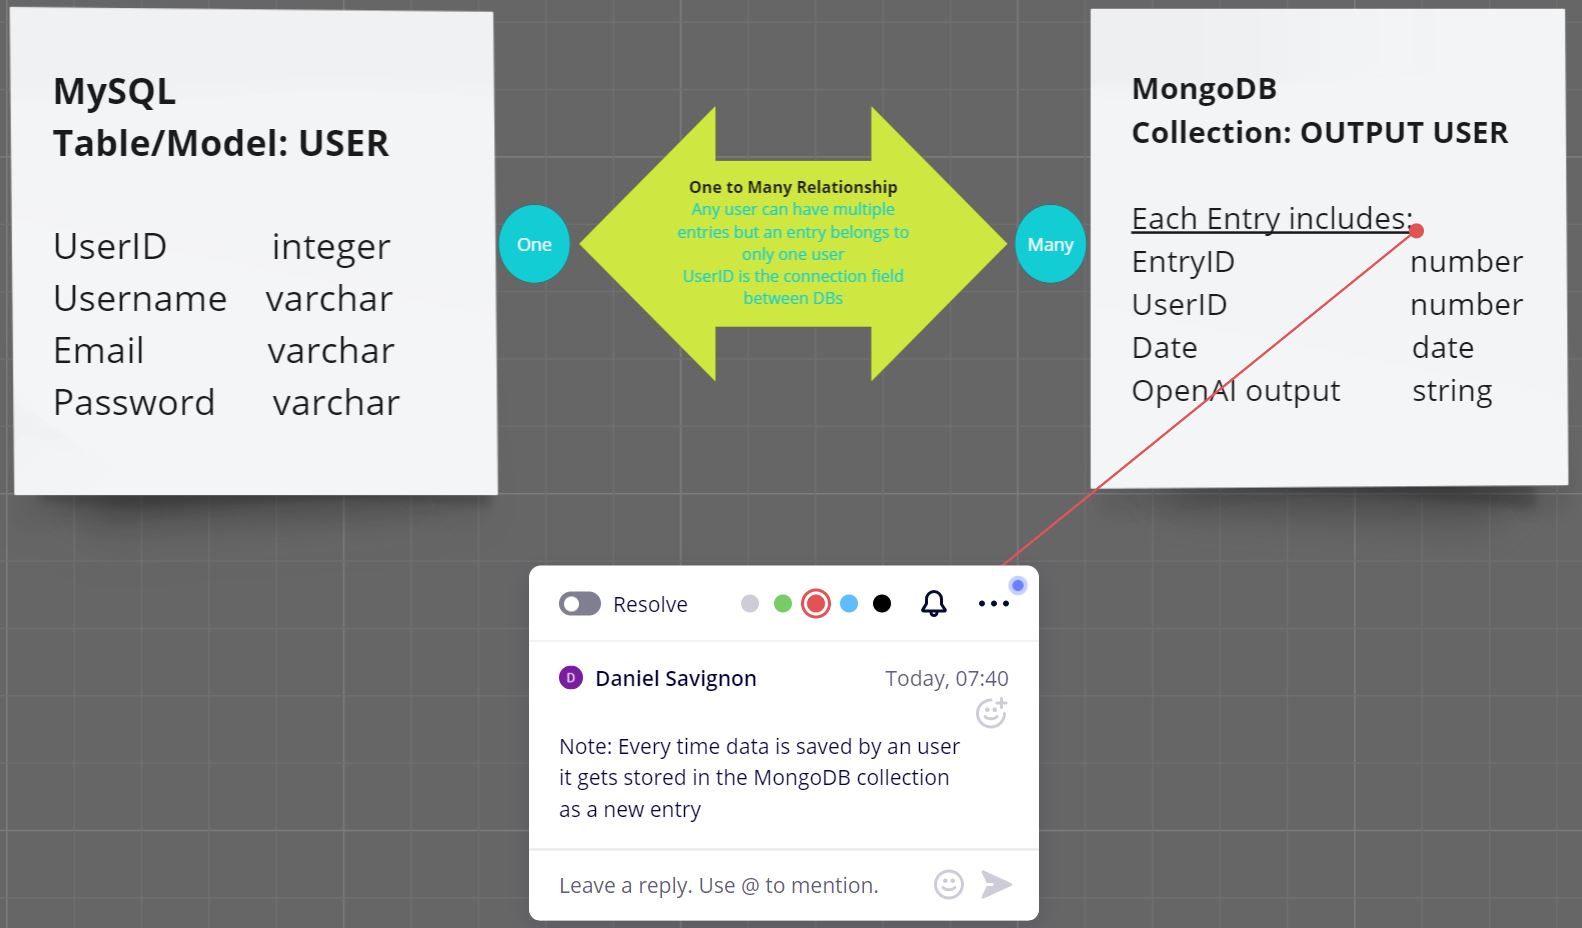 MySQL
Table/Model: USER
UserID integer
Username varchar
Email varchar
Password varchar
One
One to Many Relationship
Any user can have multiple
entries but an entry belongs to
only one user
UserID is the connection field
between DBs
Many
MongoDB
Collection: OUTPUT USER
Each Entry includes:
EntryID number
UserID number
Date date
OpenAI output string
Resolve
D Daniel Savignon Today, 07:40
Note: Every time data is saved by an user
it gets stored in the MongoDB collection
as a new entry
Leave a reply. Use @ to mention.